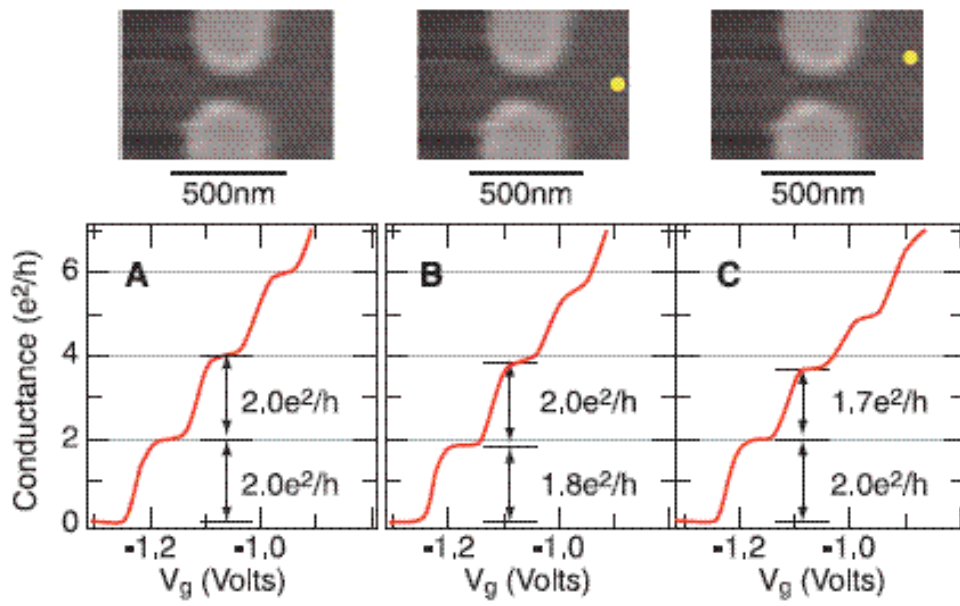 500nm 500nm 500nm
Conductance (e²/h)
6
4
2
0
A
2.0e²/h
2.0e²/h
-1.2 -1.0
Vg (Volts)
B
2.0e²/h
1.8e²/h
-1.2 -1.0
Vg (Volts)
C
1.7e²/h
2.0e²/h
-1.2 -1.0
Vg (Volts)